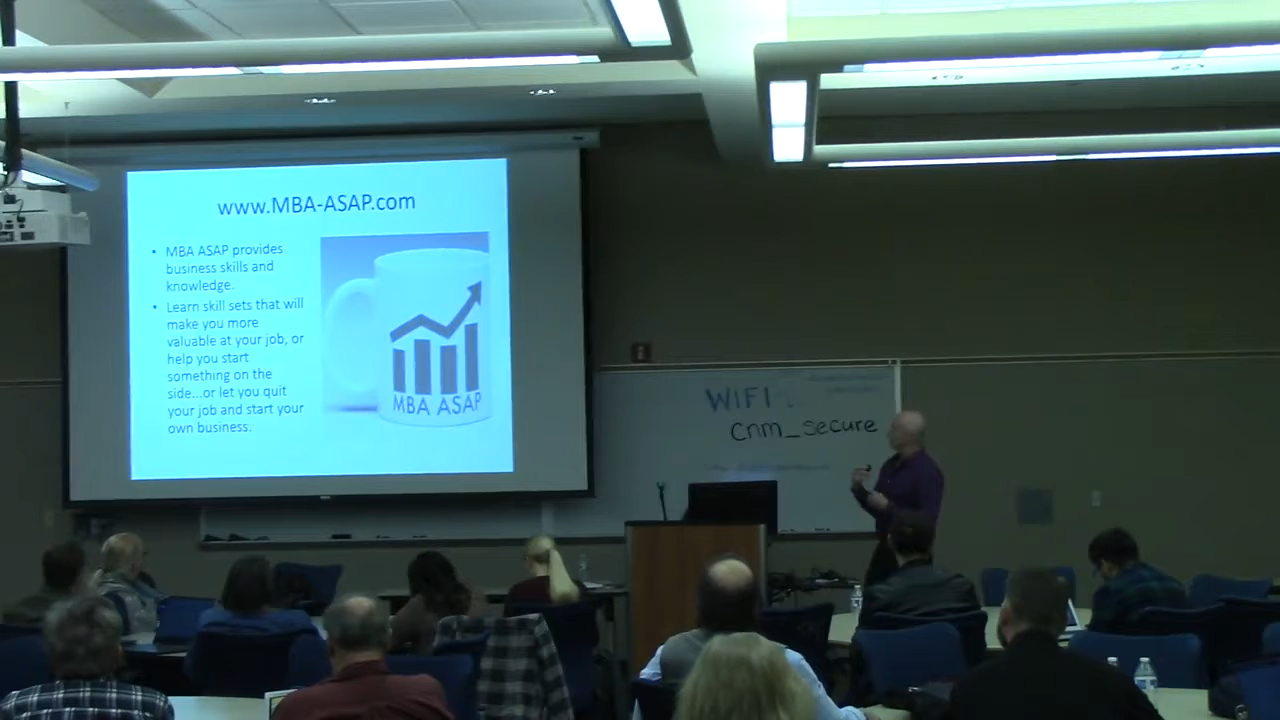 www.MBA-ASAP.com
• MBA ASAP provides
business skills and
knowledge.
• Learn skill sets that will
make you more
valuable at your job, or
help you start
something on the
side...or let you quit
your job and start your
own business.
MBA ASAP
WIFI.
cnm_secure